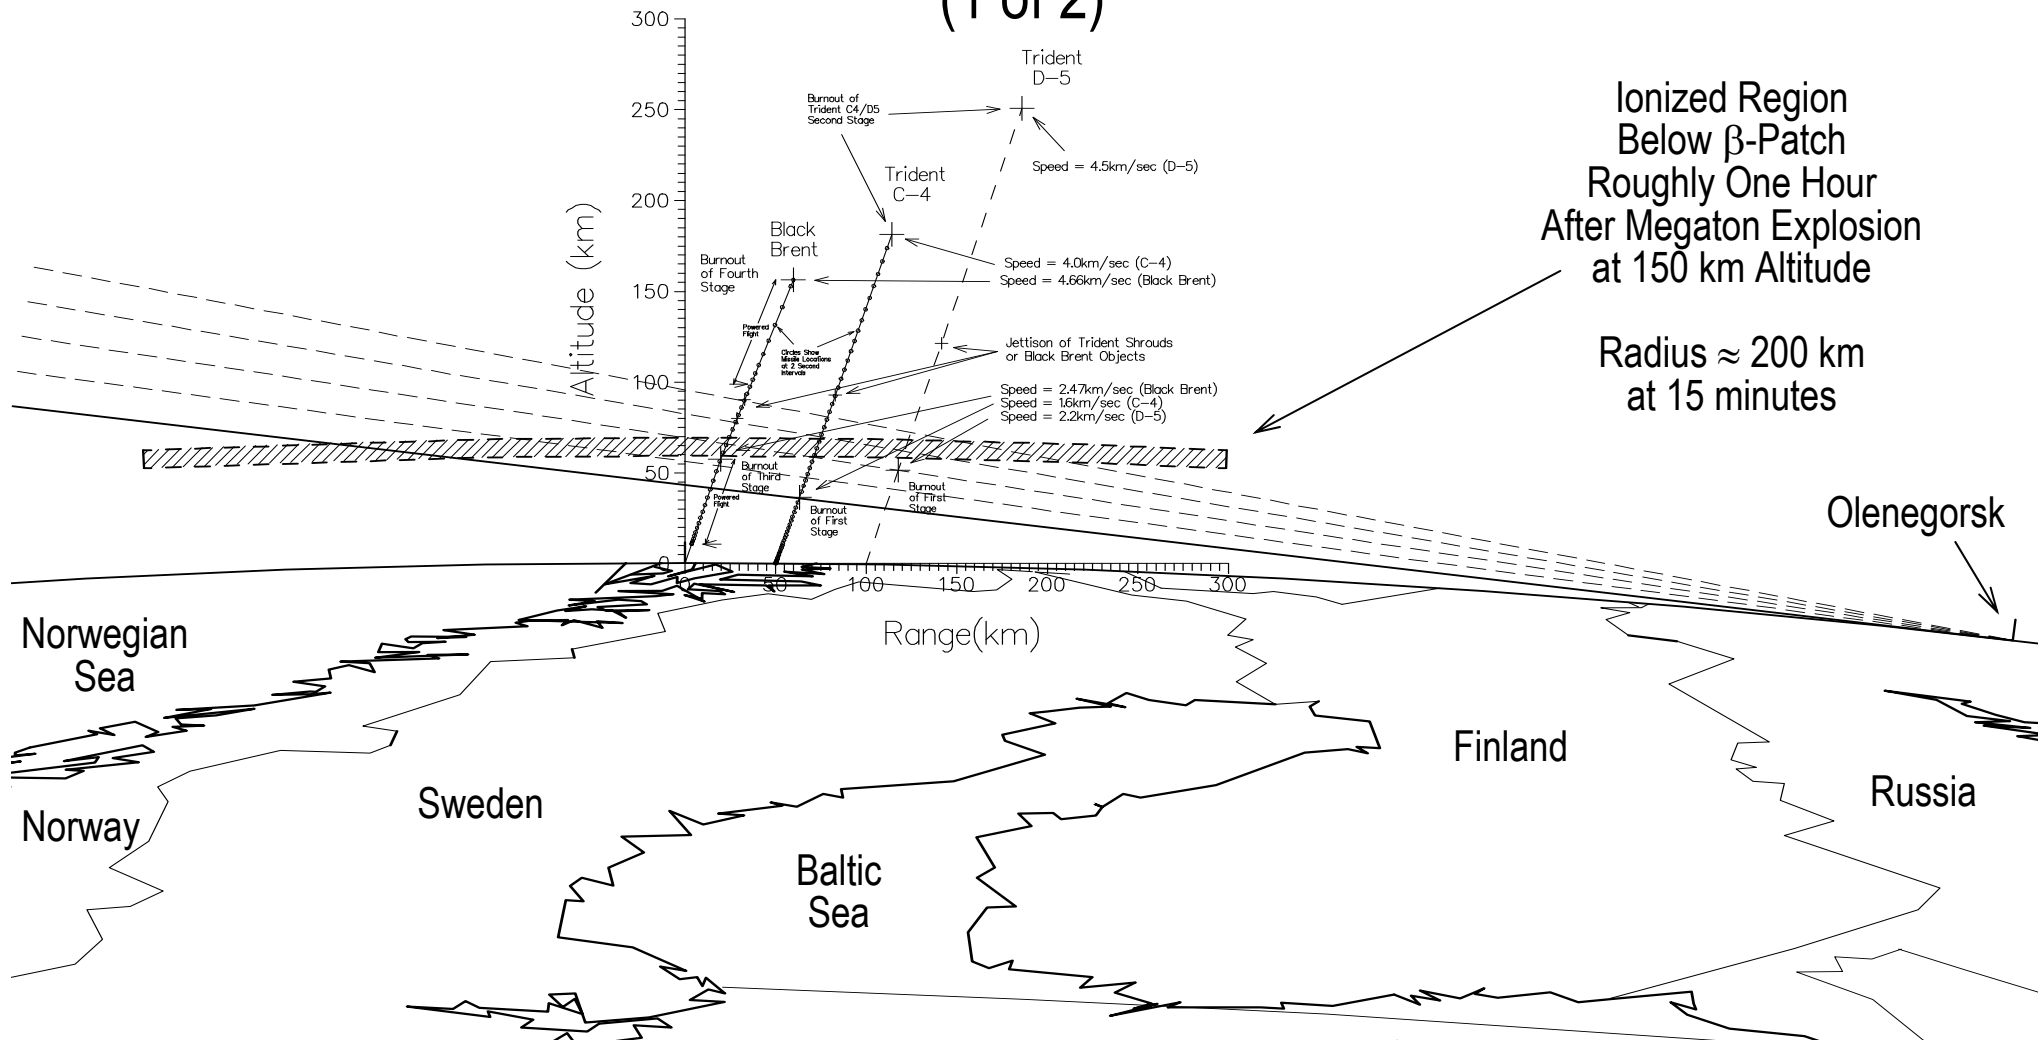 (1 of 2)
300
250
200
150
100
50
0
Altitude (km)
Trident
D-5
Burnout of
Trident C4/D5
Second Stage
Speed = 4.5km/sec (D-5)
Trident
C-4
Black
Brent
Burnout
of Fourth
Stage
Speed = 4.0km/sec (C-4)
Speed = 4.66km/sec (Black Brent)
Powered
Flight
Circles Show
Missile Locations
at 2 Second
Intervals
Jettison of Trident Shrouds
or Black Brent Objects
Speed = 2.47km/sec (Black Brent)
Speed = 1.6km/sec (C-4)
Speed = 2.2km/sec (D-5)
Burnout
of Third
Stage
Powered
Flight
Burnout
of First
Stage
Burnout
of First
Stage
0 50 100 150 200 250 300
Range(km)
Ionized Region
Below β-Patch
Roughly One Hour
After Megaton Explosion
at 150 km Altitude
Radius ≈ 200 km
at 15 minutes
Olenegorsk
Norwegian
Sea
Norway
Sweden
Baltic
Sea
Finland
Russia